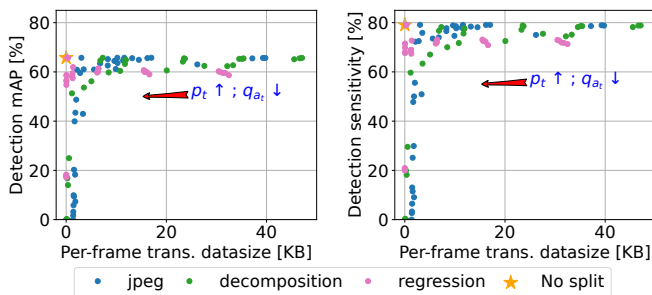 Detection mAP [%]
80
60
40
20
0
p_t ↑ ; q_{a_t} ↓
0 20 40
Per-frame trans. datasize [KB]
Detection sensitivity [%]
80
60
40
20
0
p_t ↑ ; q_{a_t} ↓
0 20 40
Per-frame trans. datasize [KB]
jpeg decomposition regression No split